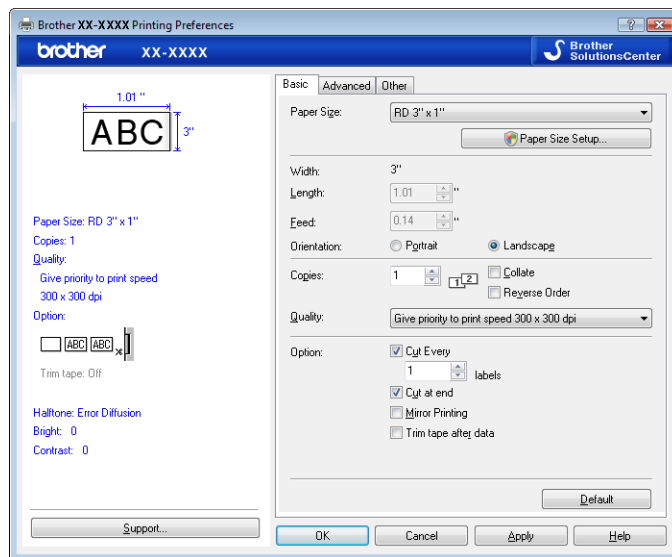 Brother XX-XXXX Printing Preferences
brother XX-XXXX
Brother
SolutionsCenter
1.01 "
ABC
3"
Paper Size: RD 3" x 1"
Copies: 1
Quality:
Give priority to print speed
300 x 300 dpi
Option:
ABC ABC
Trim tape: Off
Halftone: Error Diffusion
Bright: 0
Contrast: 0
Support...
Basic Advanced Other
Paper Size: RD 3" x 1"
Paper Size Setup...
Width: 3"
Length: 1.01 "
Feed: 0.14 "
Orientation: Portrait Landscape
Copies: 1 1 2 Collate
Reverse Order
Quality: Give priority to print speed 300 x 300 dpi
Option: Cut Every
1 labels
Cut at end
Mirror Printing
Trim tape after data
Default
OK Cancel Apply Help